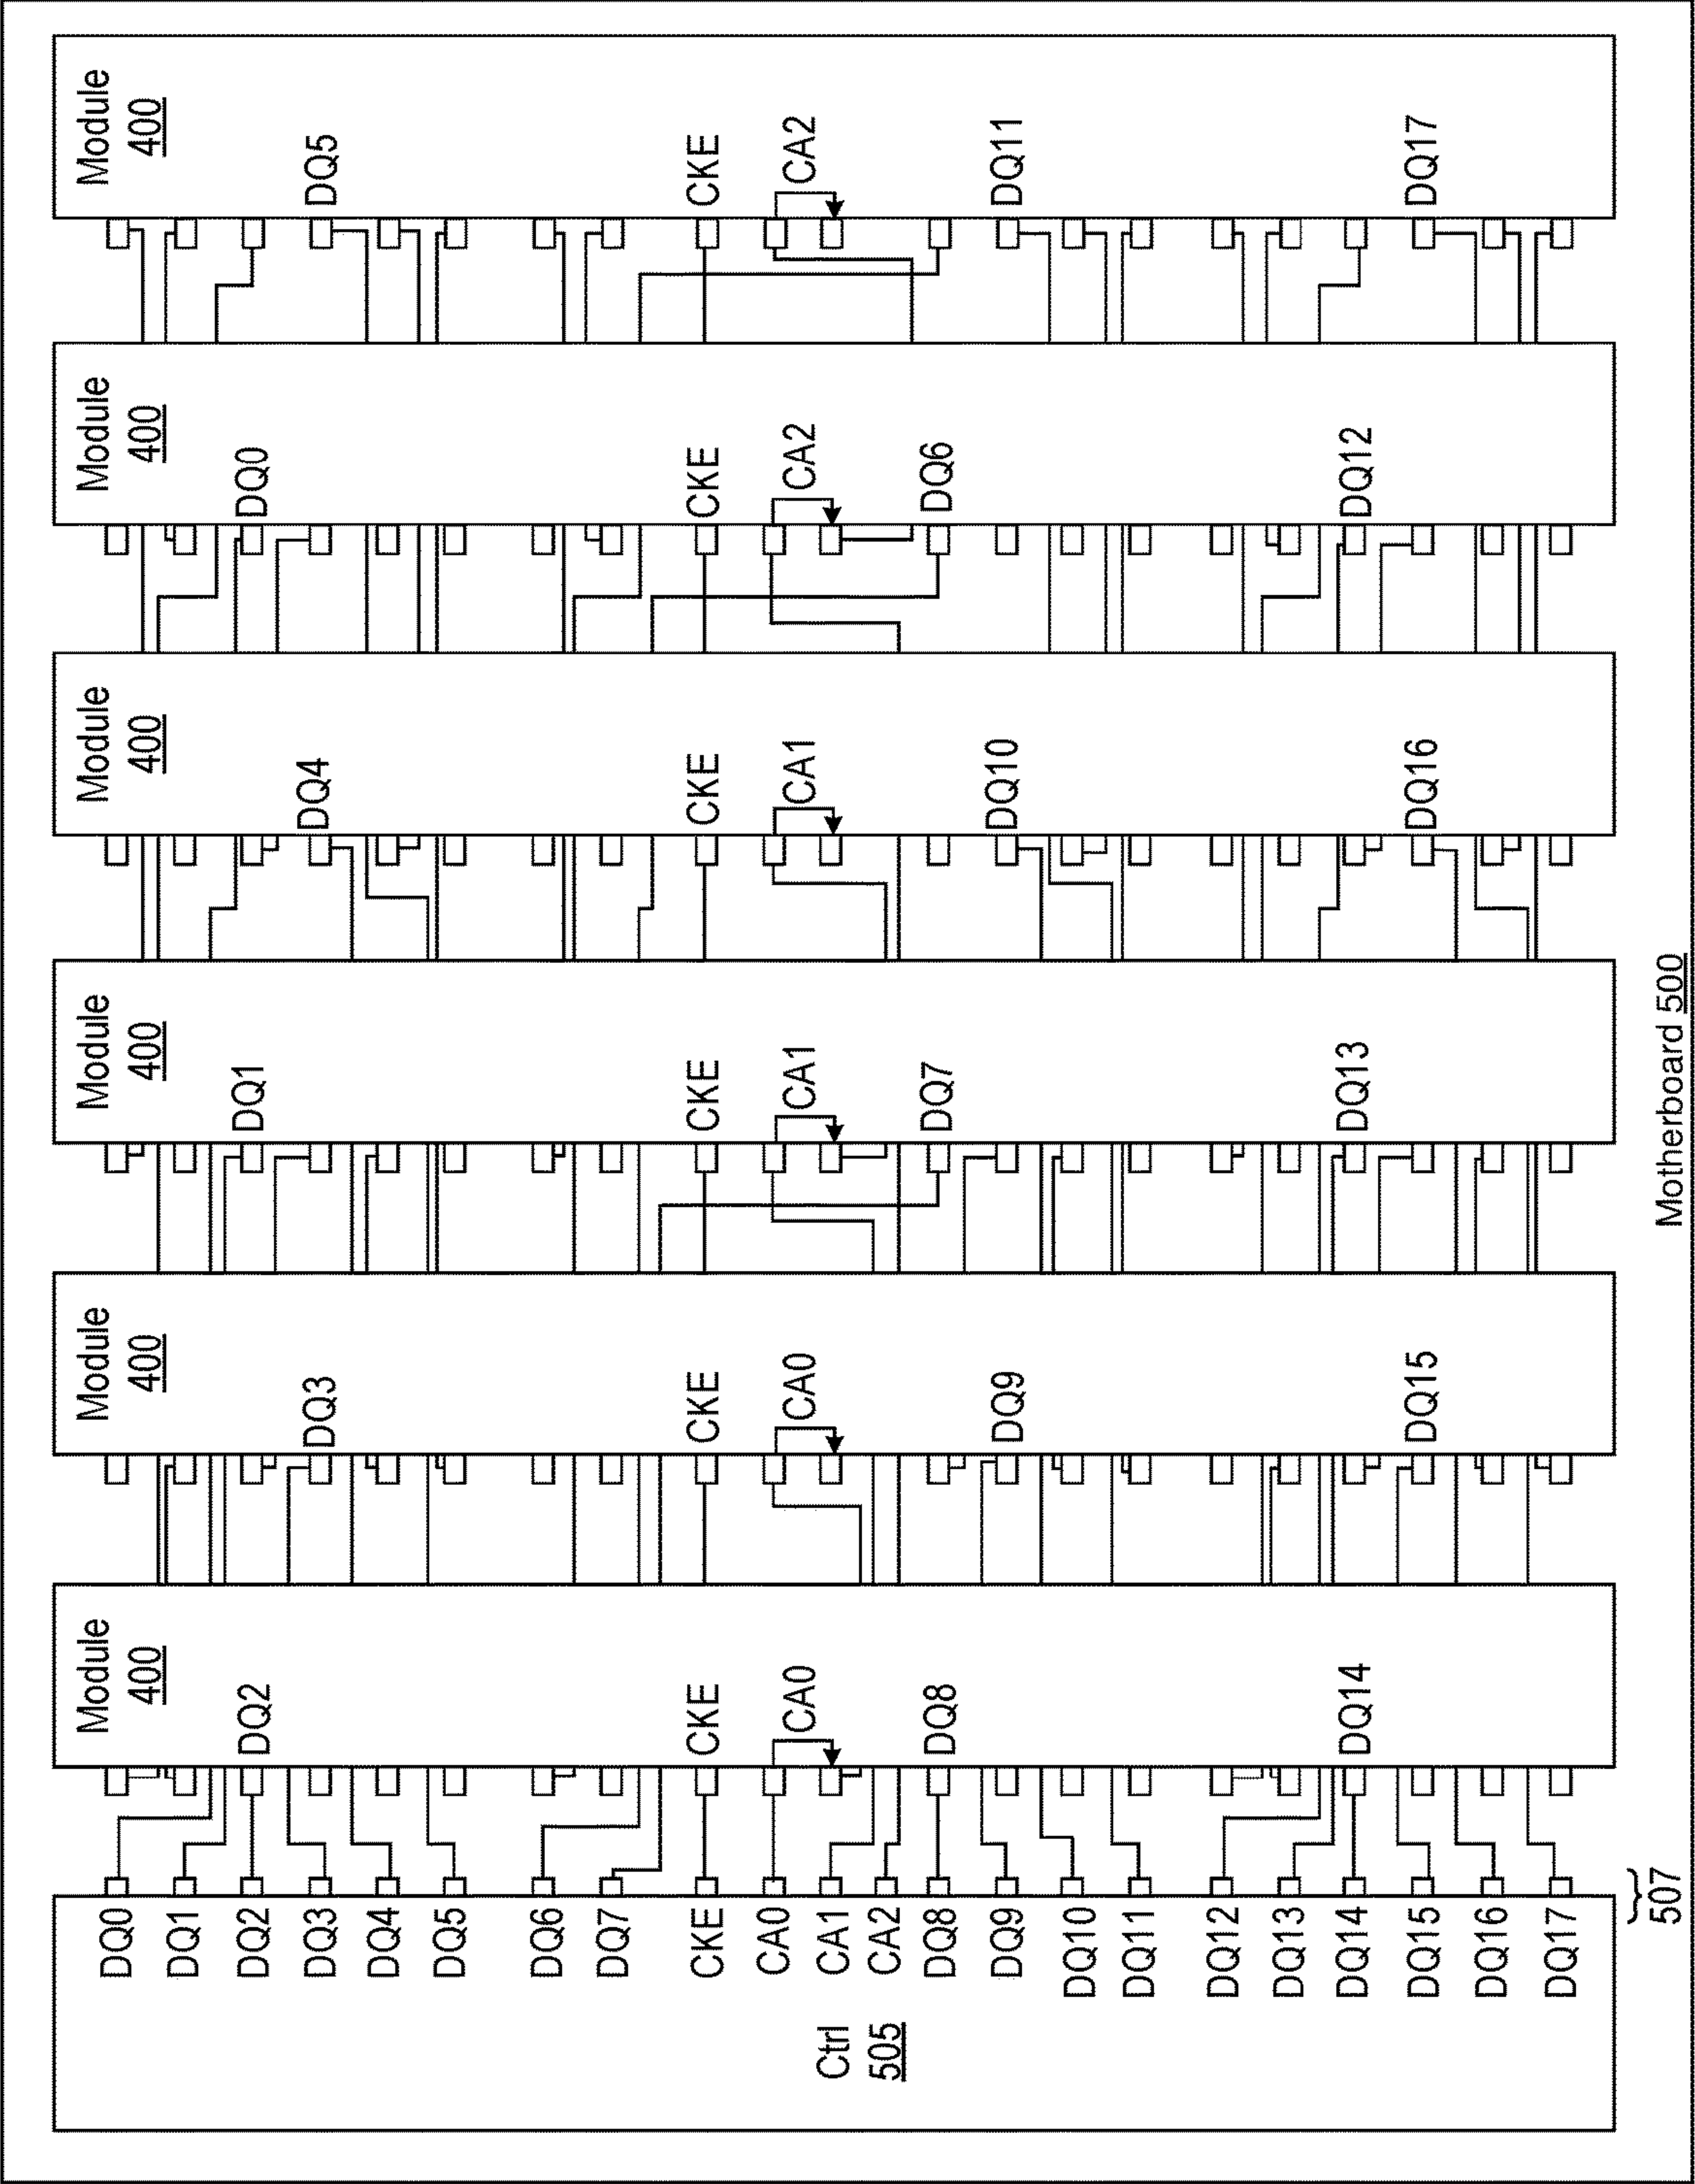 Module
400
DQ5
CKE
CA2
DQ11
DQ17
Module
400
DQ0
CKE
CA2
DQ6
DQ12
Module
400
DQ4
CKE
CA1
DQ10
DQ16
Module
400
DQ1
CKE
CA1
DQ7
DQ13
Module
400
DQ3
CKE
CA0
DQ9
DQ15
Module
400
DQ2
CKE
CA0
DQ8
DQ14
DQ0
DQ1
DQ2
DQ3
DQ4
DQ5
DQ6
DQ7
CKE
CA0
CA1
CA2
DQ8
DQ9
DQ10
DQ11
DQ12
DQ13
DQ14
DQ15
DQ16
DQ17
507
Ctrl
505
Motherboard 500